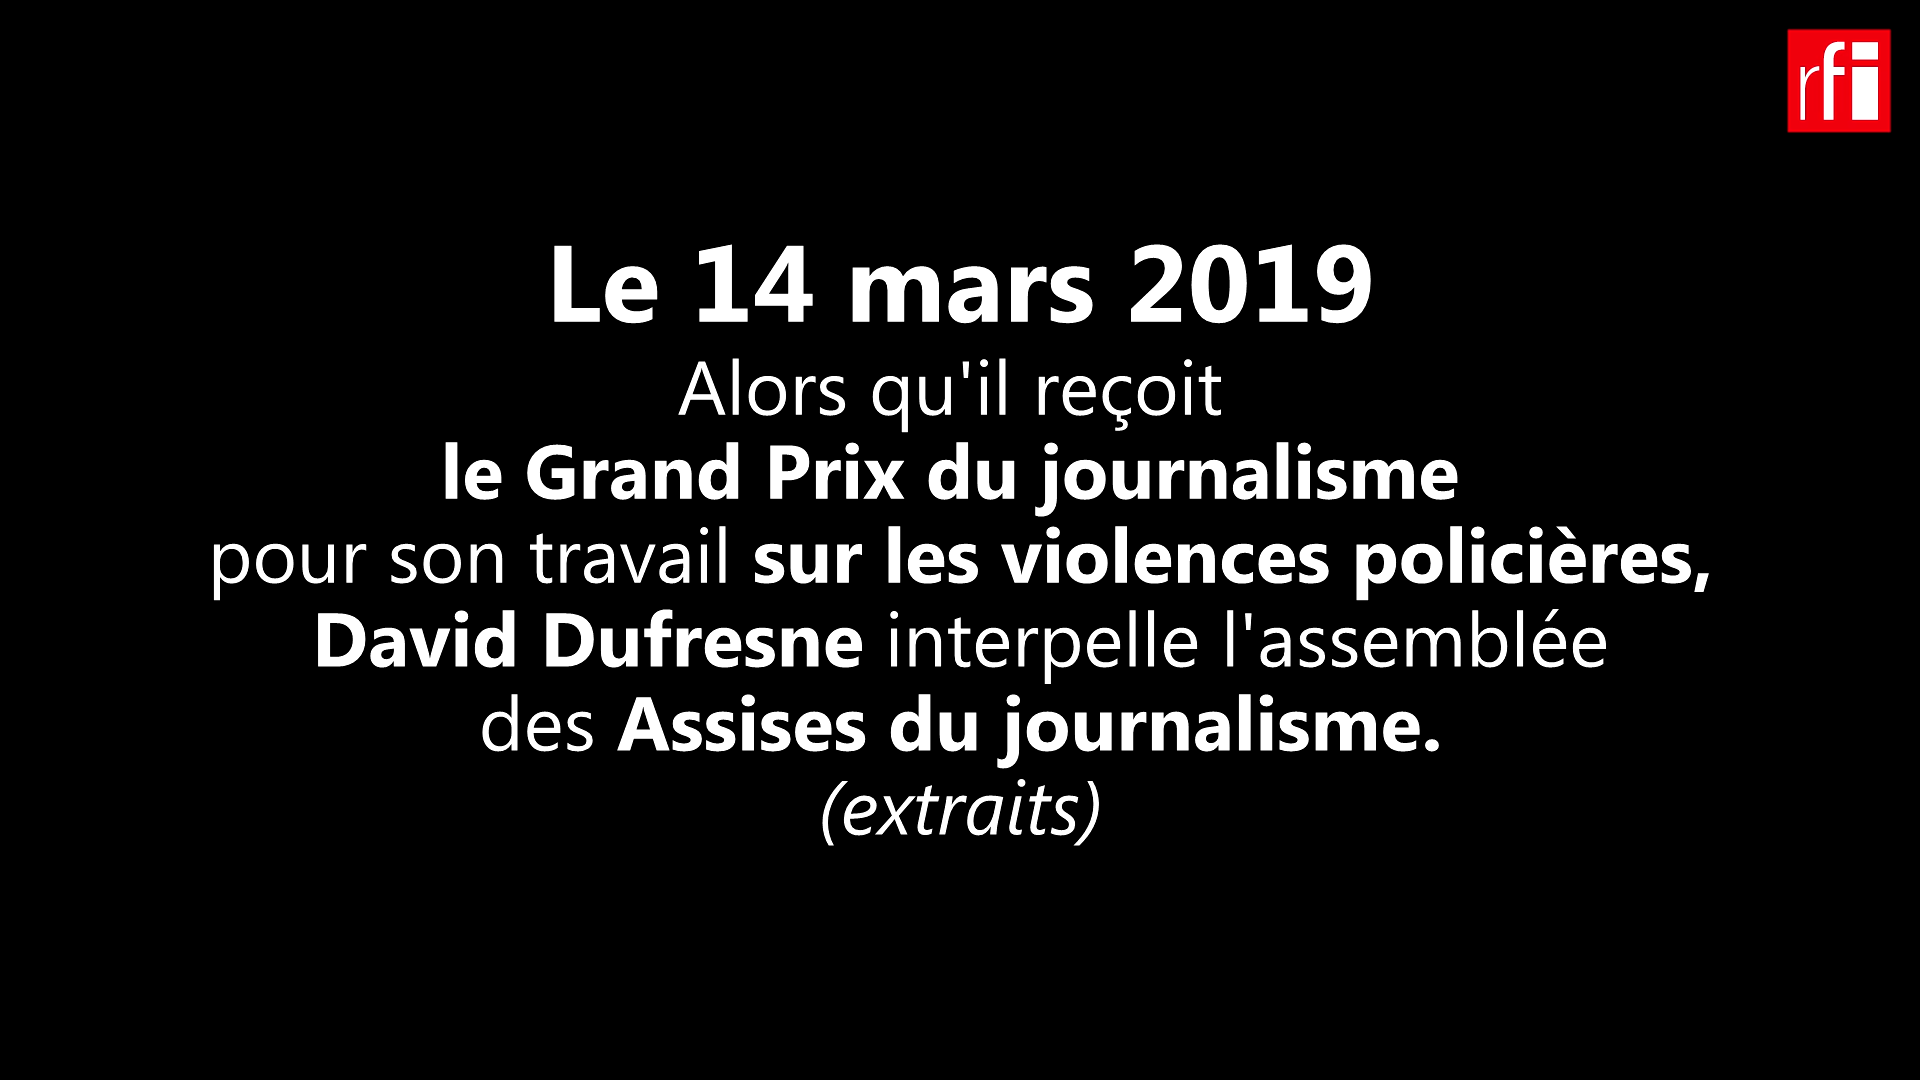 rfi
Le 14 mars 2019
Alors qu'il reçoit
le Grand Prix du journalisme
pour son travail sur les violences policières,
David Dufresne interpelle l'assemblée
des Assises du journalisme.
(extraits)